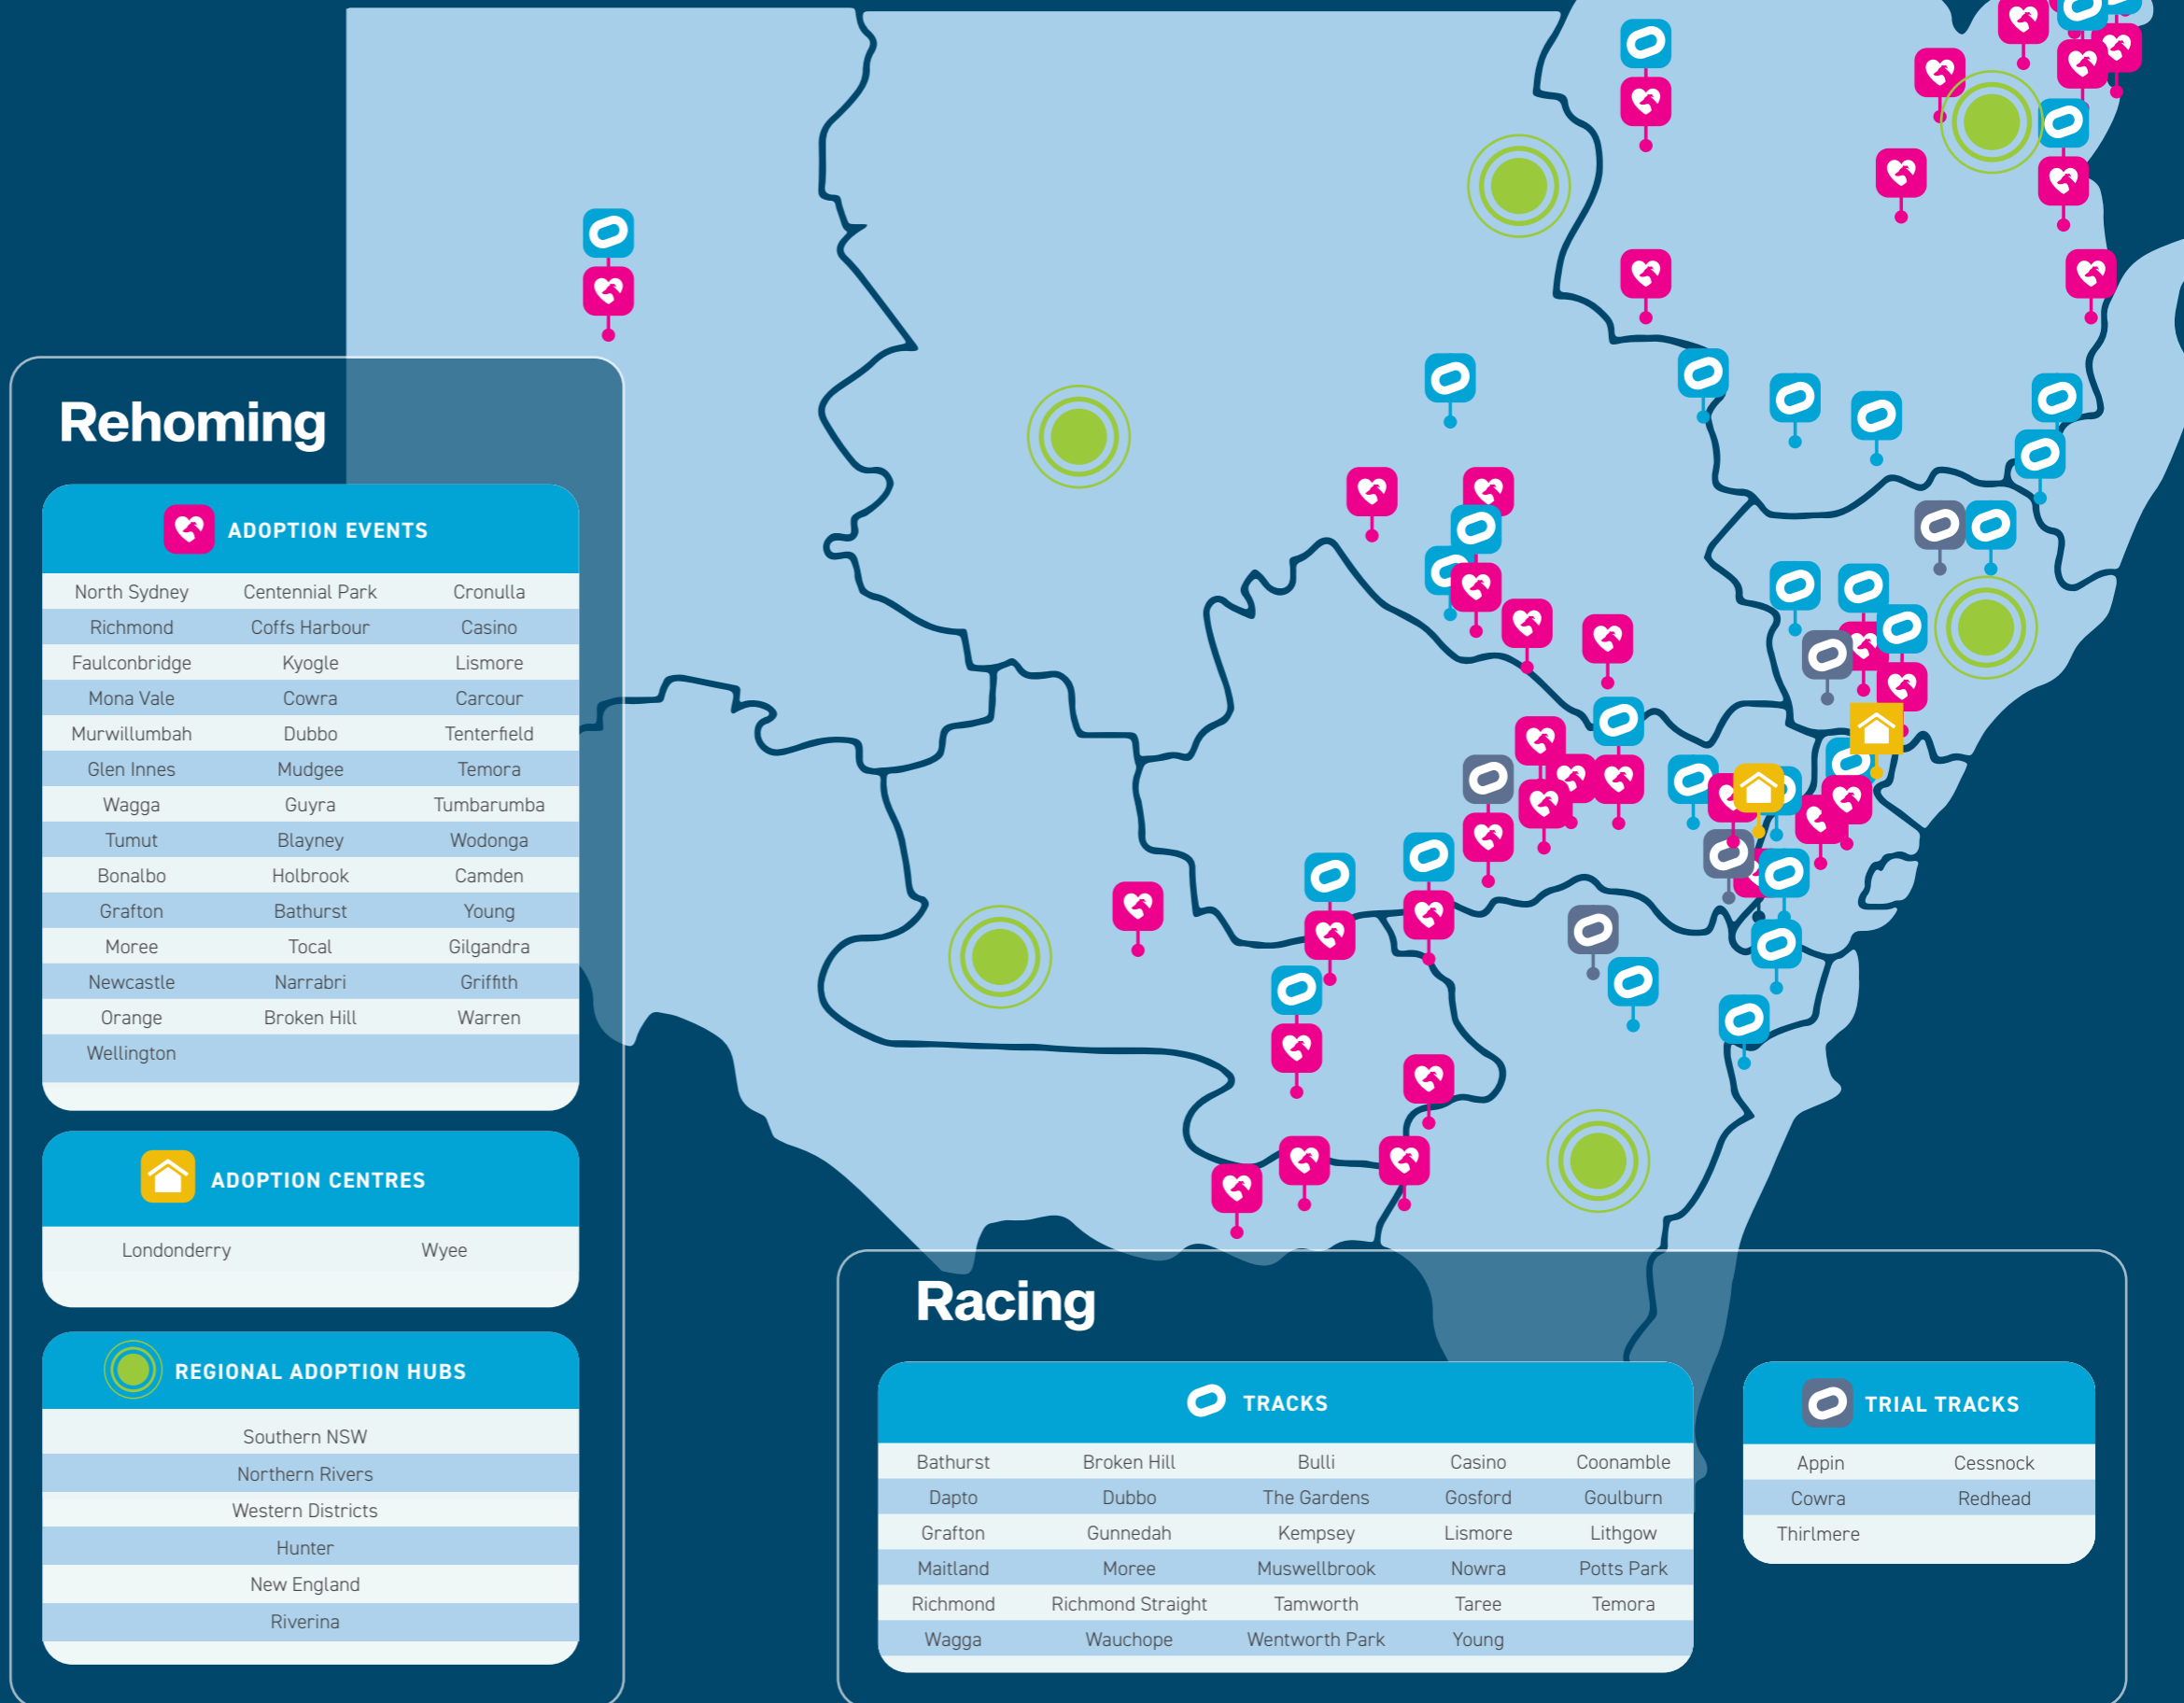 Rehoming
ADOPTION EVENTS
North Sydney Centennial Park Cronulla
Richmond Coffs Harbour Casino
Faulconbridge Kyogle Lismore
Mona Vale Cowra Carcour
Murwillumbah Dubbo Tenterfield
Glen Innes Mudgee Temora
Wagga Guyra Tumbarumba
Tumut Blayney Wodonga
Bonalbo Holbrook Camden
Grafton Bathurst Young
Moree Tocal Gilgandra
Newcastle Narrabri Griffith
Orange Broken Hill Warren
Wellington
ADOPTION CENTRES
Londonderry Wyee
REGIONAL ADOPTION HUBS
Southern NSW
Northern Rivers
Western Districts
Hunter
New England
Riverina
Racing
TRACKS
Bathurst Broken Hill Bulli Casino Coonamble
Dapto Dubbo The Gardens Gosford Goulburn
Grafton Gunnedah Kempsey Lismore Lithgow
Maitland Moree Muswellbrook Nowra Potts Park
Richmond Richmond Straight Tamworth Taree Temora
Wagga Wauchope Wentworth Park Young
TRIAL TRACKS
Appin Cessnock
Cowra Redhead
Thirlmere